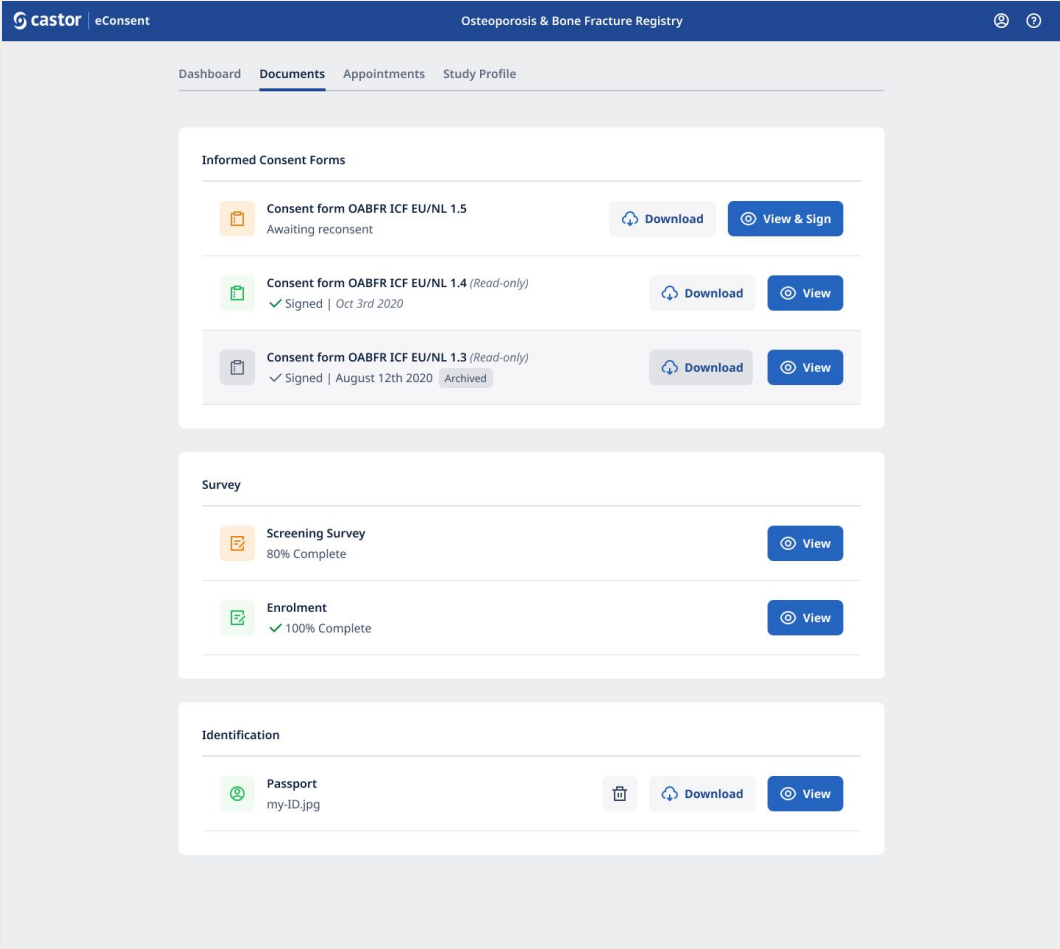 castor | eConsent
Osteoporosis & Bone Fracture Registry
Dashboard Documents Appointments Study Profile
Informed Consent Forms
Consent form OABFR ICF EU/NL 1.5
Awaiting reconsent
Download View & Sign
Consent form OABFR ICF EU/NL 1.4 (Read-only)
Signed | Oct 3rd 2020
Download View
Consent form OABFR ICF EU/NL 1.3 (Read-only)
Signed | August 12th 2020 Archived
Download View
Survey
Screening Survey
80% Complete
View
Enrolment
100% Complete
View
Identification
Passport
my-ID.jpg
Download View